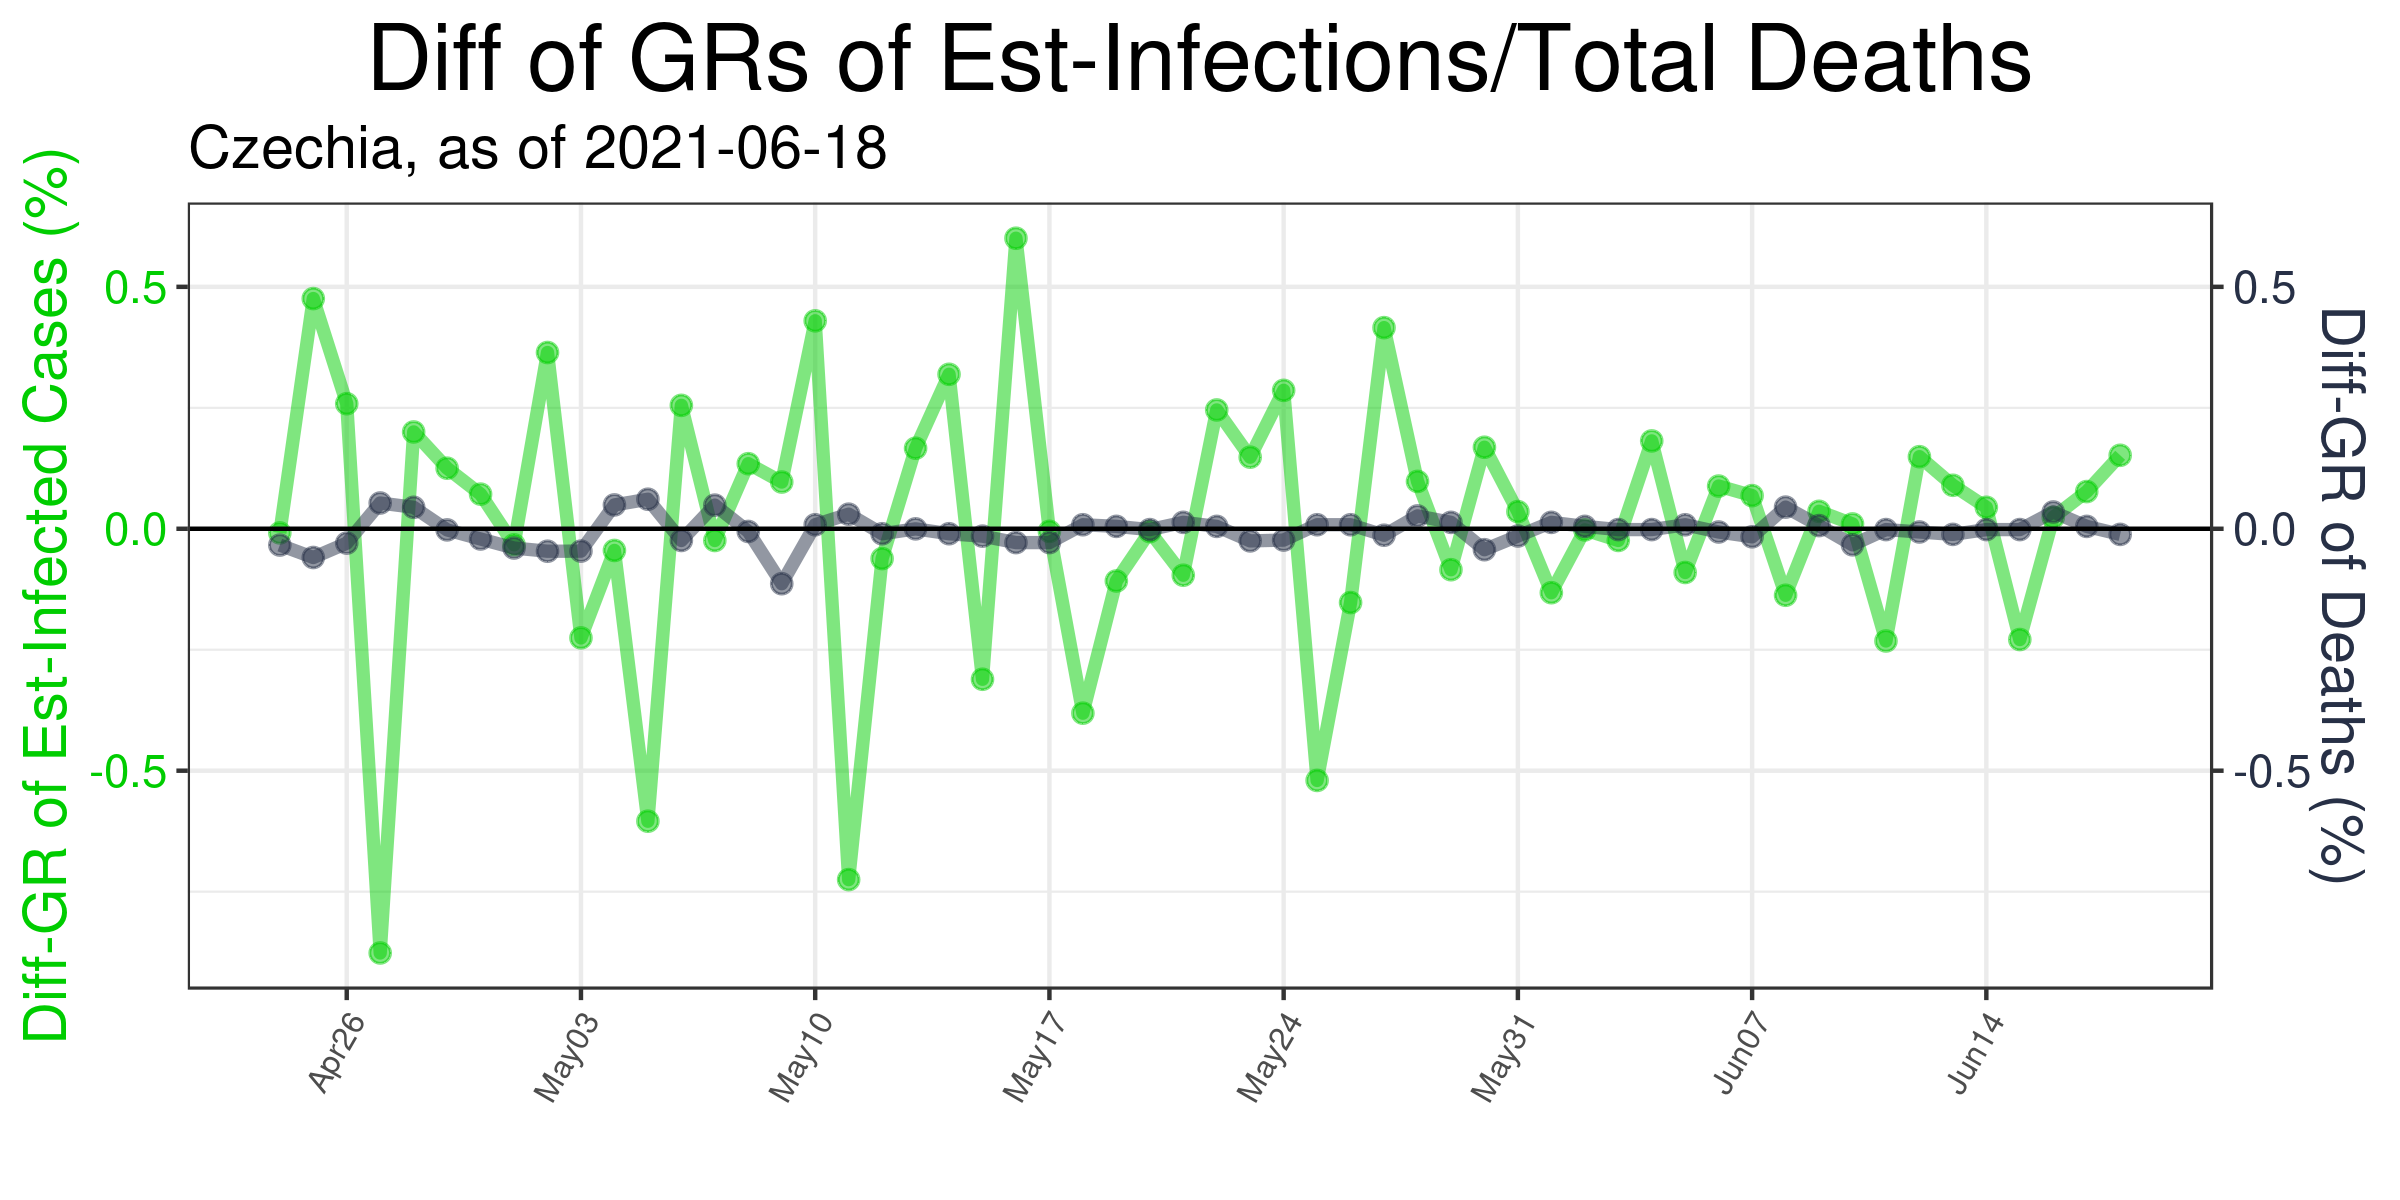 Diff of GRs of Est-Infections/Total Deaths
Czechia, as of 2021-06-18
Diff-GR of Est-Infected Cases (%)
0.5
0.0
-0.5
0.5
0.0
-0.5
Diff-GR of Deaths (%)
Apr26
May03
May10
May17
May24
May31
Jun07
Jun14